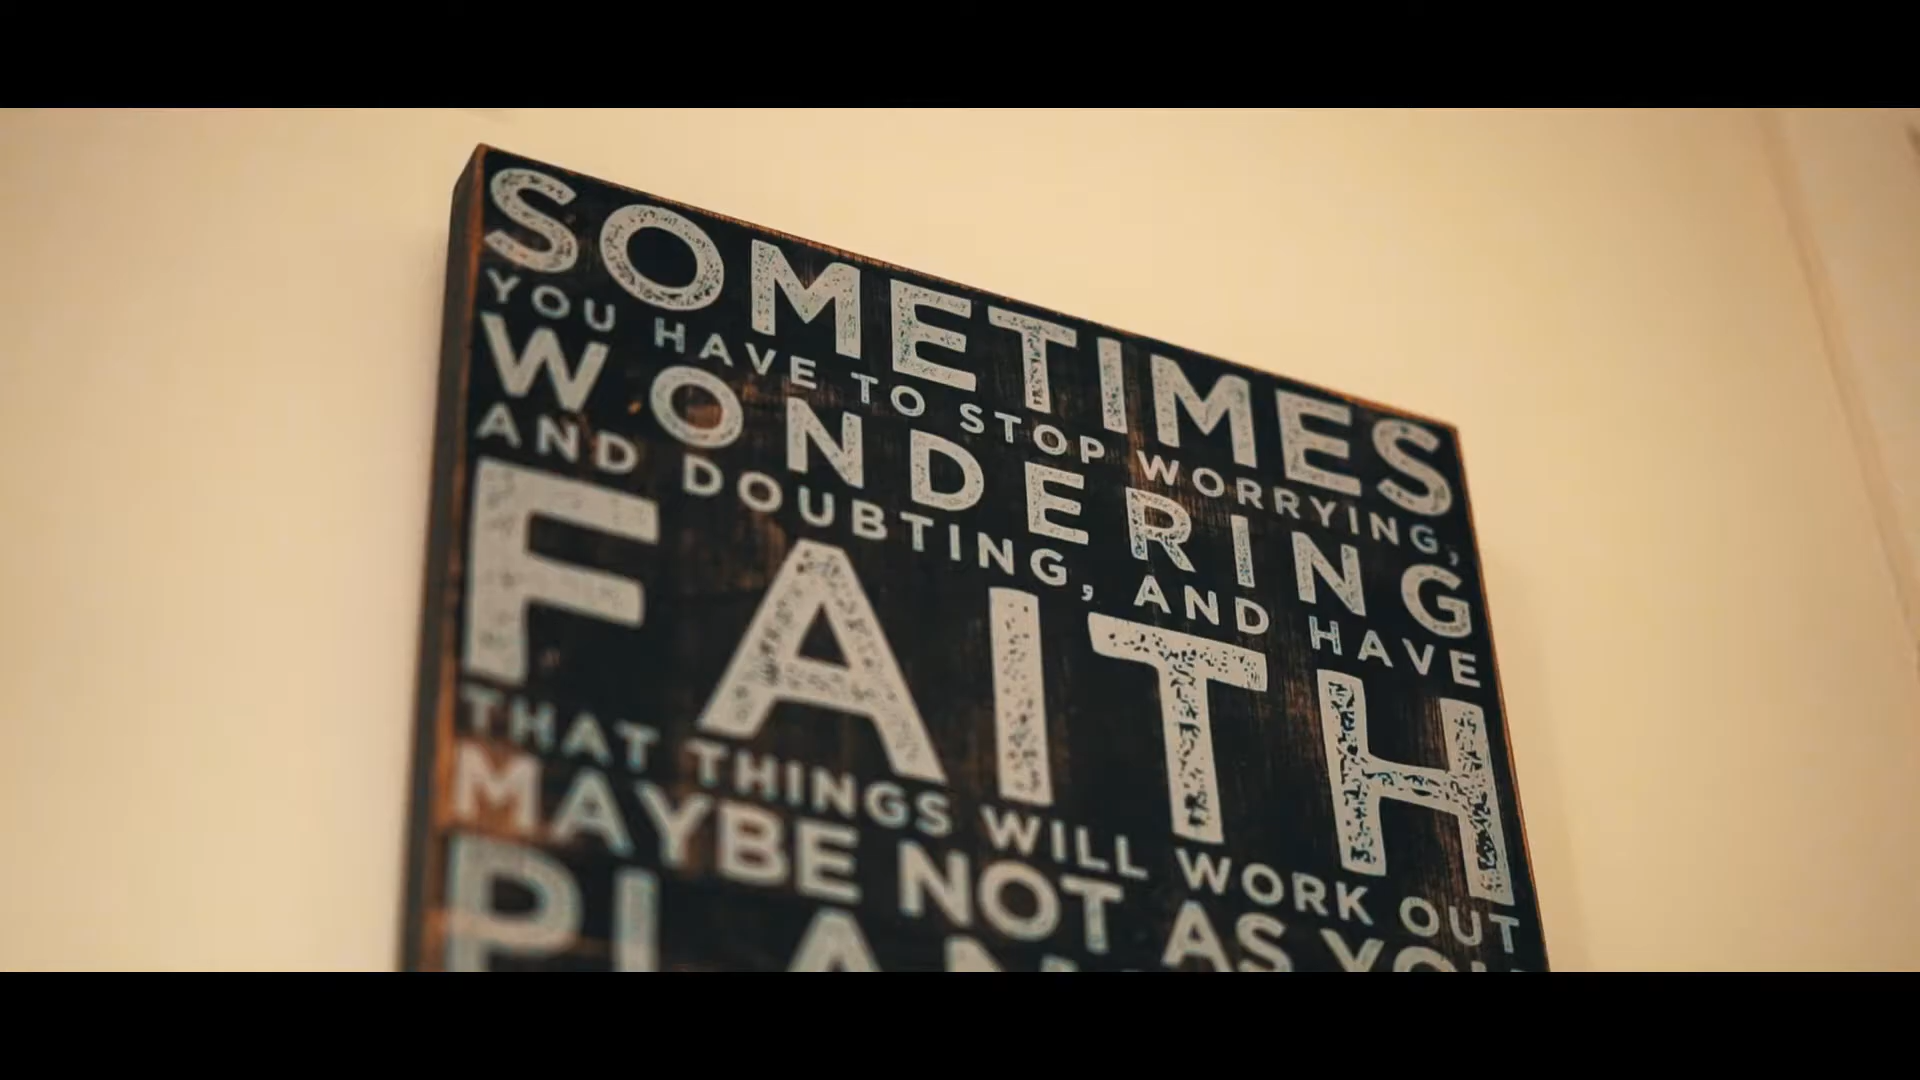 SOMETIMES
YOU HAVE TO STOP WORRYING,
WONDERING
AND DOUBTING, AND HAVE
FAITH
THAT THINGS WILL WORK OUT
MAYBE NOT AS YOU